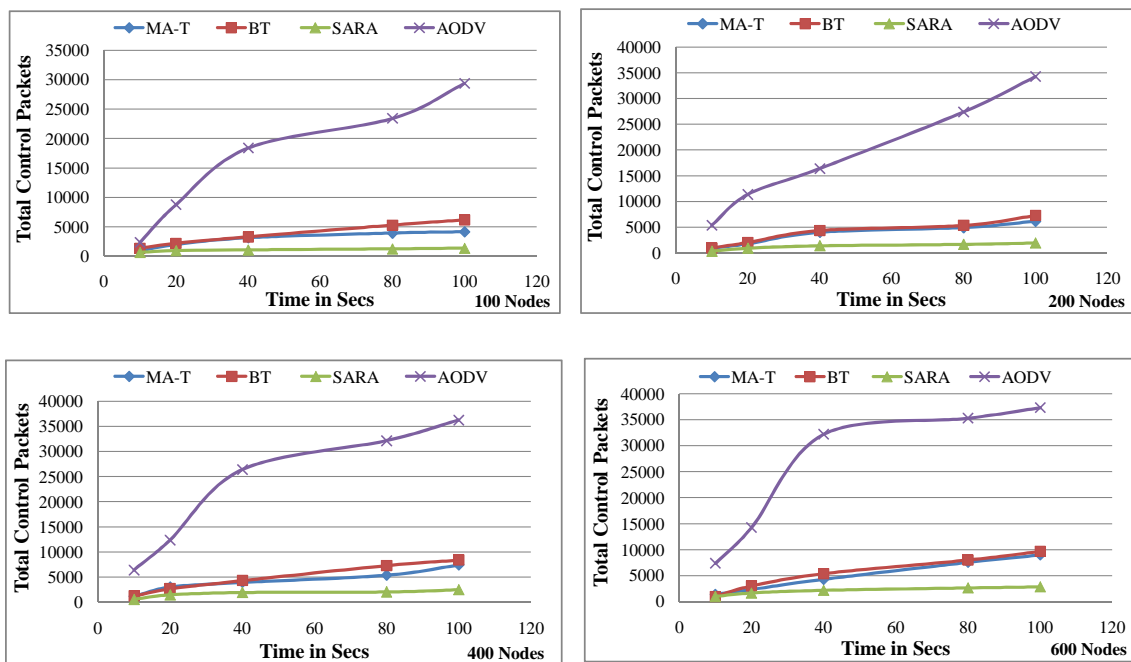 MA-T BT SARA AODV
Total Control Packets
35000
30000
25000
20000
15000
10000
5000
0
0 20 40 60 80 100 120
Time in Secs
100 Nodes
MA-T BT SARA AODV
Total Control Packets
40000
35000
30000
25000
20000
15000
10000
5000
0
0 20 40 60 80 100 120
Time in Secs
200 Nodes
MA-T BT SARA AODV
Total Control Packets
40000
35000
30000
25000
20000
15000
10000
5000
0
0 20 40 60 80 100 120
Time in Secs
400 Nodes
MA-T BT SARA AODV
Total Control Packets
40000
35000
30000
25000
20000
15000
10000
5000
0
0 20 40 60 80 100 120
Time in Secs
600 Nodes